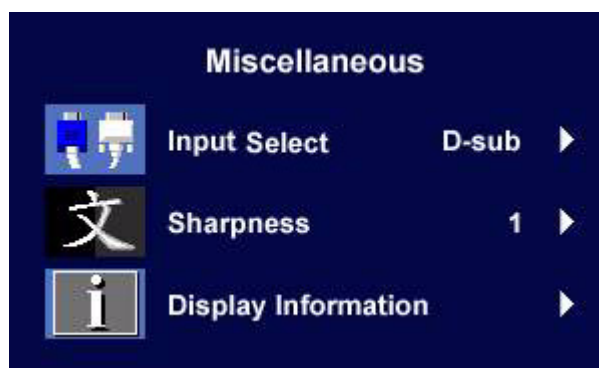 Miscellaneous
Input Select D-sub
文 Sharpness 1
i Display Information